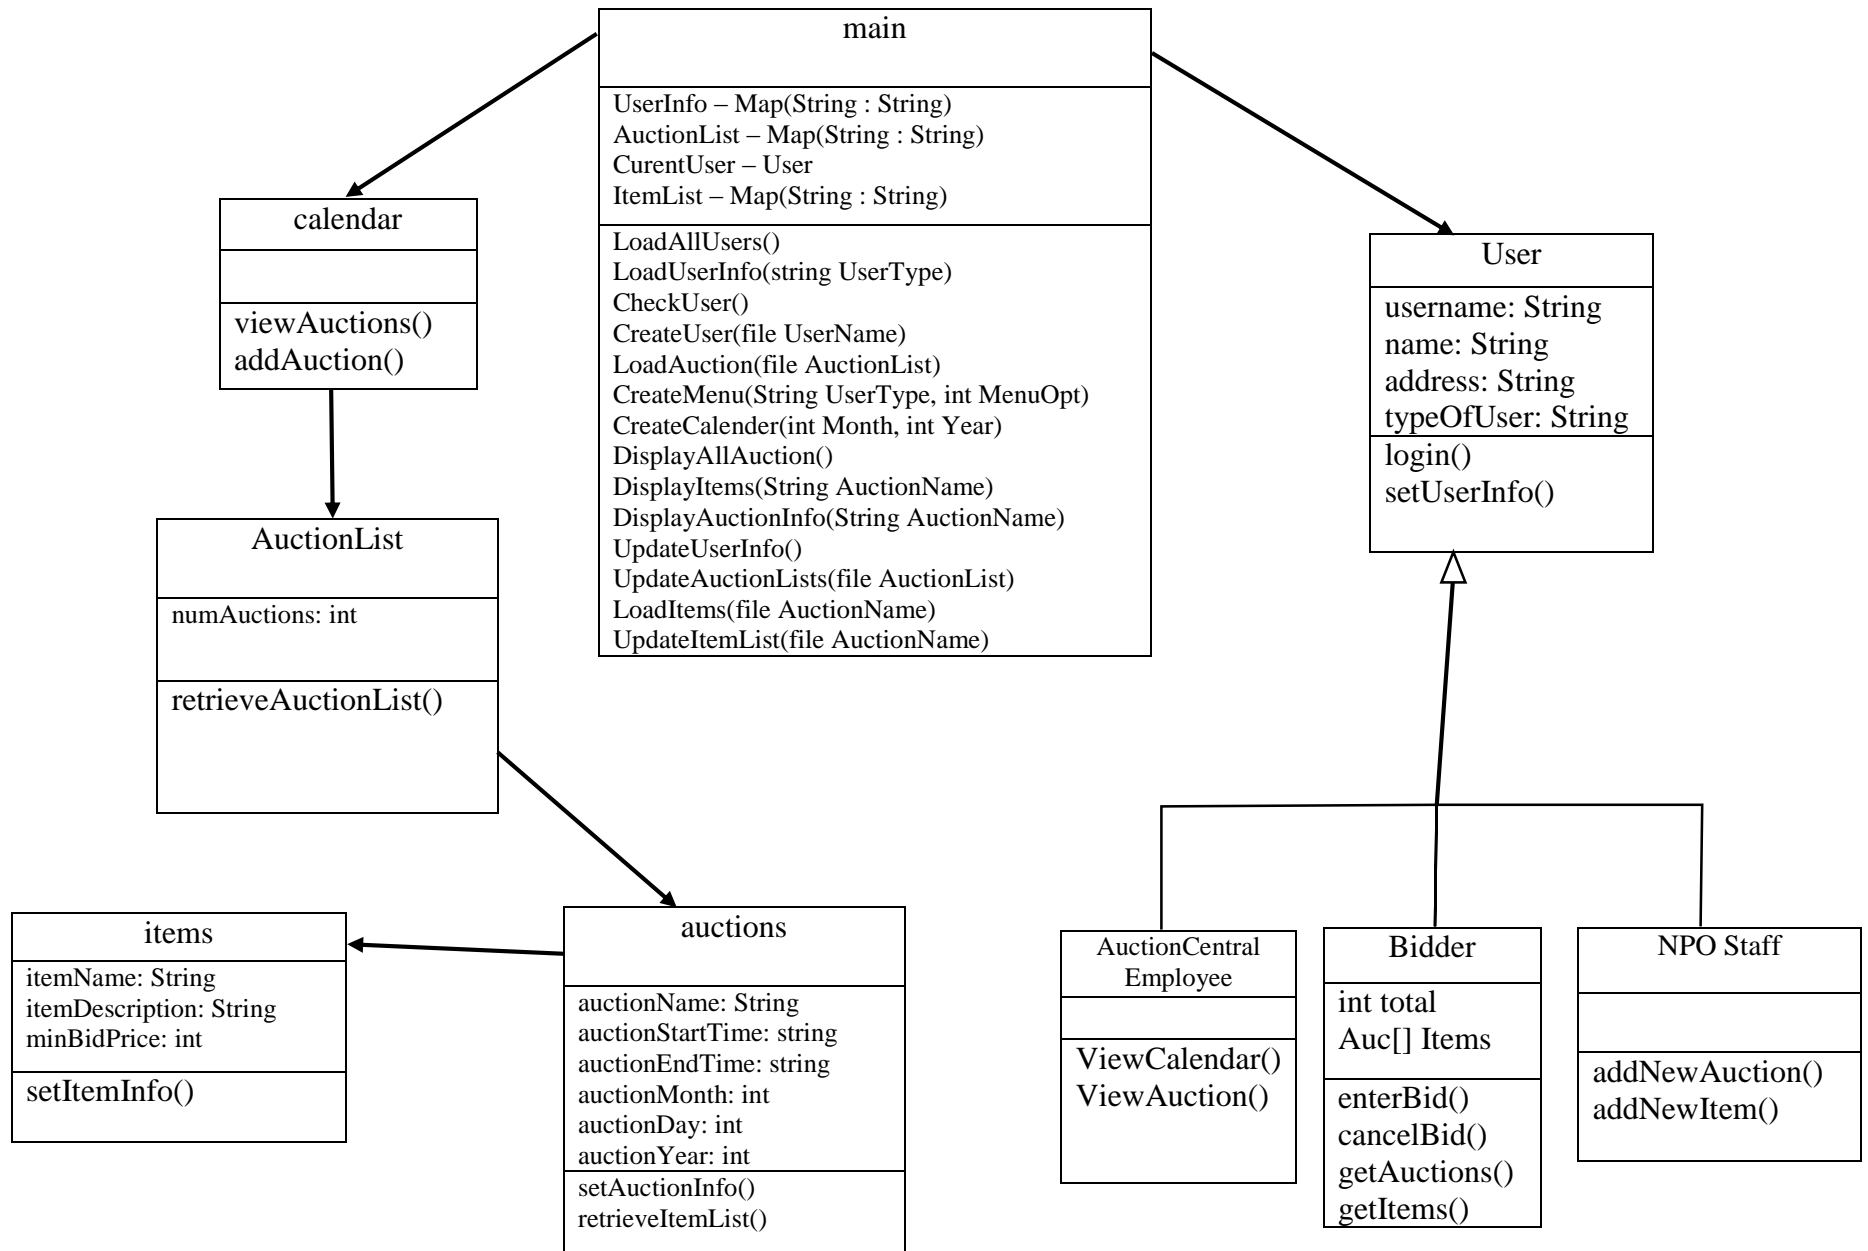 main
UserInfo – Map(String : String)
AuctionList – Map(String : String)
CurentUser – User
ItemList – Map(String : String)
LoadAllUsers()
LoadUserInfo(string UserType)
CheckUser()
CreateUser(file UserName)
LoadAuction(file AuctionList)
CreateMenu(String UserType, int MenuOpt)
CreateCalender(int Month, int Year)
DisplayAllAuction()
DisplayItems(String AuctionName)
DisplayAuctionInfo(String AuctionName)
UpdateUserInfo()
UpdateAuctionLists(file AuctionList)
LoadItems(file AuctionName)
UpdateItemList(file AuctionName)
calendar
viewAuctions()
addAuction()
User
username: String
name: String
address: String
typeOfUser: String
login()
setUserInfo()
AuctionList
numAuctions: int
retrieveAuctionList()
items
itemName: String
itemDescription: String
minBidPrice: int
setItemInfo()
auctions
auctionName: String
auctionStartTime: string
auctionEndTime: string
auctionMonth: int
auctionDay: int
auctionYear: int
setAuctionInfo()
retrieveItemList()
AuctionCentral
Employee
ViewCalendar()
ViewAuction()
Bidder
int total
Auc[] Items
enterBid()
cancelBid()
getAuctions()
getItems()
NPO Staff
addNewAuction()
addNewItem()